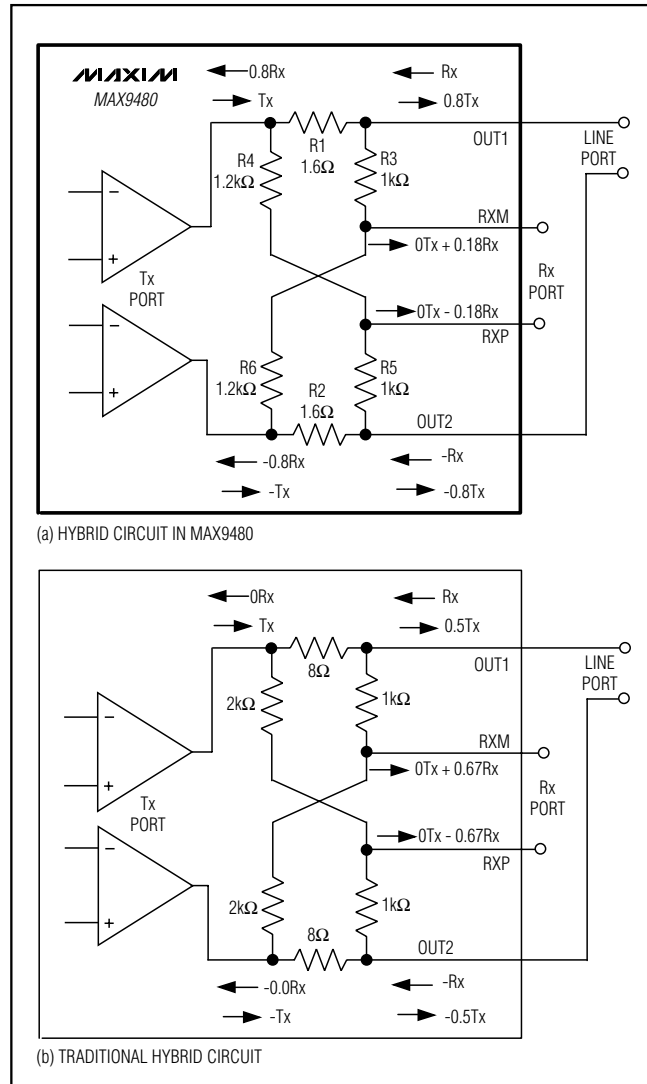 MAXIM
MAX9480
0.8Rx
Rx
Tx
0.8Tx
R1
1.6Ω
OUT1
LINE
PORT
R4
1.2kΩ
R3
1kΩ
−
+
RXM
0Tx + 0.18Rx
Tx
PORT
Rx
PORT
0Tx - 0.18Rx
RXP
−
+
R6
1.2kΩ
R5
1kΩ
R2
1.6Ω
OUT2
-0.8Rx
-Rx
-Tx
-0.8Tx
(a) HYBRID CIRCUIT IN MAX9480
0Rx
Rx
Tx
0.5Tx
8Ω
OUT1
LINE
PORT
2kΩ
1kΩ
−
+
RXM
0Tx + 0.67Rx
Tx
PORT
Rx
PORT
0Tx - 0.67Rx
RXP
−
+
2kΩ
1kΩ
8Ω
OUT2
-0.0Rx
-Rx
-Tx
-0.5Tx
(b) TRADITIONAL HYBRID CIRCUIT